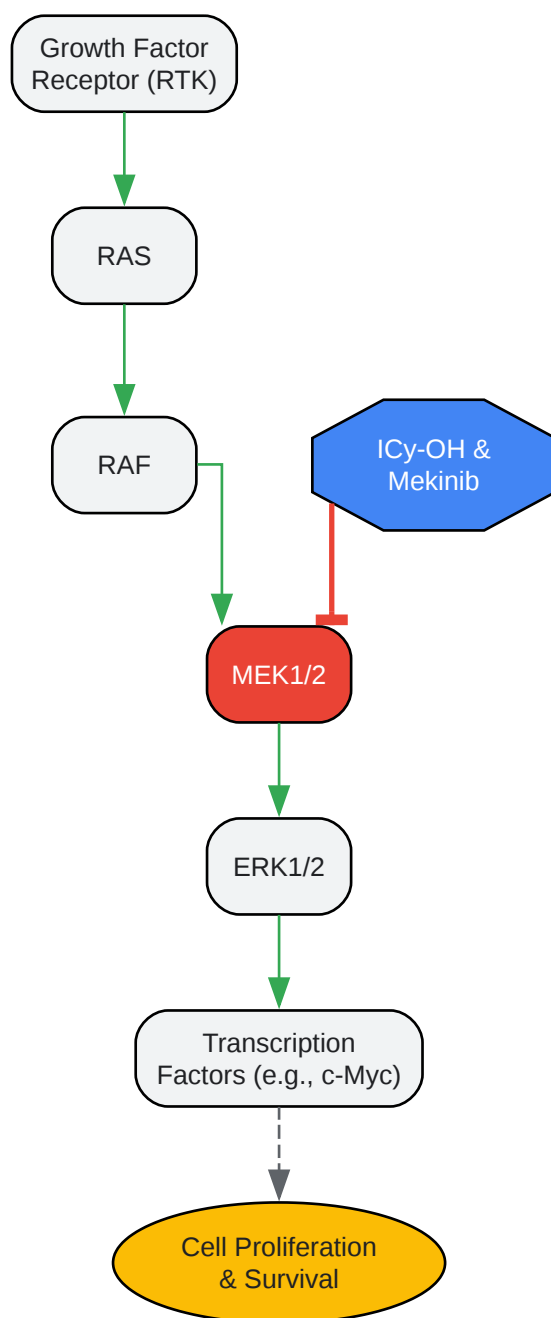 Growth Factor
Receptor (RTK)
RAS
RAF
ICy-OH &
Mekinib
MEK1/2
ERK1/2
Transcription
Factors (e.g., c-Myc)
Cell Proliferation
& Survival